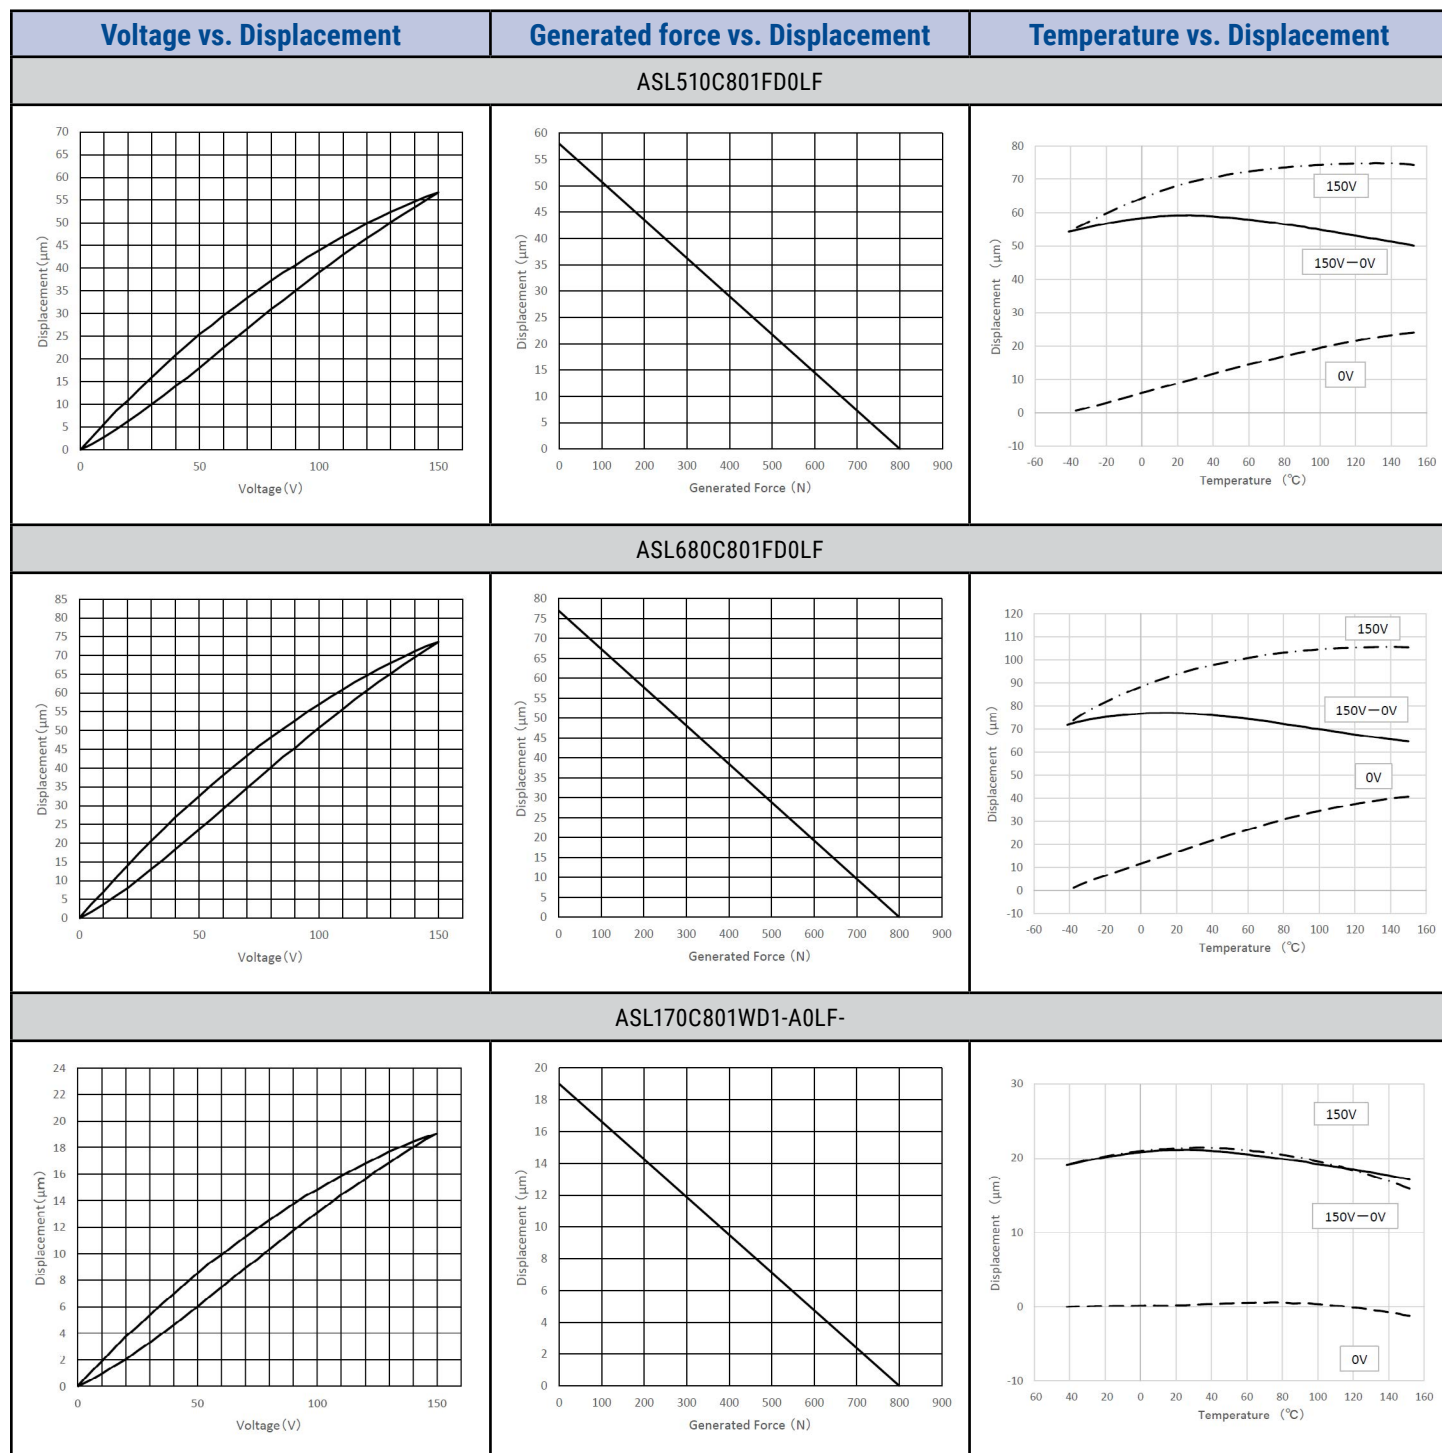 Voltage vs. Displacement
Generated force vs. Displacement
Temperature vs. Displacement
ASL510C801FD0LF
70
65
60
55
50
45
40
35
30
25
20
15
10
5
0
Displacement(μm)
0 50 100 150
Voltage(V)
60
55
50
45
40
35
30
25
20
15
10
5
0
Displacement (μm)
0 100 200 300 400 500 600 700 800 900
Generated Force (N)
80
70
60
50
40
30
20
10
0
-10
Displacement (μm)
150V
150V－0V
0V
-60 -40 -20 0 20 40 60 80 100 120 140 160
Temperature (℃)
ASL680C801FD0LF
85
80
75
70
65
60
55
50
45
40
35
30
25
20
15
10
5
0
Displacement(μm)
0 50 100 150
Voltage(V)
80
75
70
65
60
55
50
45
40
35
30
25
20
15
10
5
0
Displacement (μm)
0 100 200 300 400 500 600 700 800 900
Generated Force (N)
120
110
100
90
80
70
60
50
40
30
20
10
0
-10
Displacement (μm)
150V
150V－0V
0V
-60 -40 -20 0 20 40 60 80 100 120 140 160
Temperature (℃)
ASL170C801WD1-A0LF-
24
22
20
18
16
14
12
10
8
6
4
2
0
Displacement(μm)
0 50 100 150
Voltage(V)
20
18
16
14
12
10
8
6
4
2
0
Displacement (μm)
0 100 200 300 400 500 600 700 800 900
Generated Force (N)
30
20
10
0
-10
Displacement (μm)
150V
150V－0V
0V
60 40 20 0 20 40 60 80 100 120 140 160
Temperature (℃)